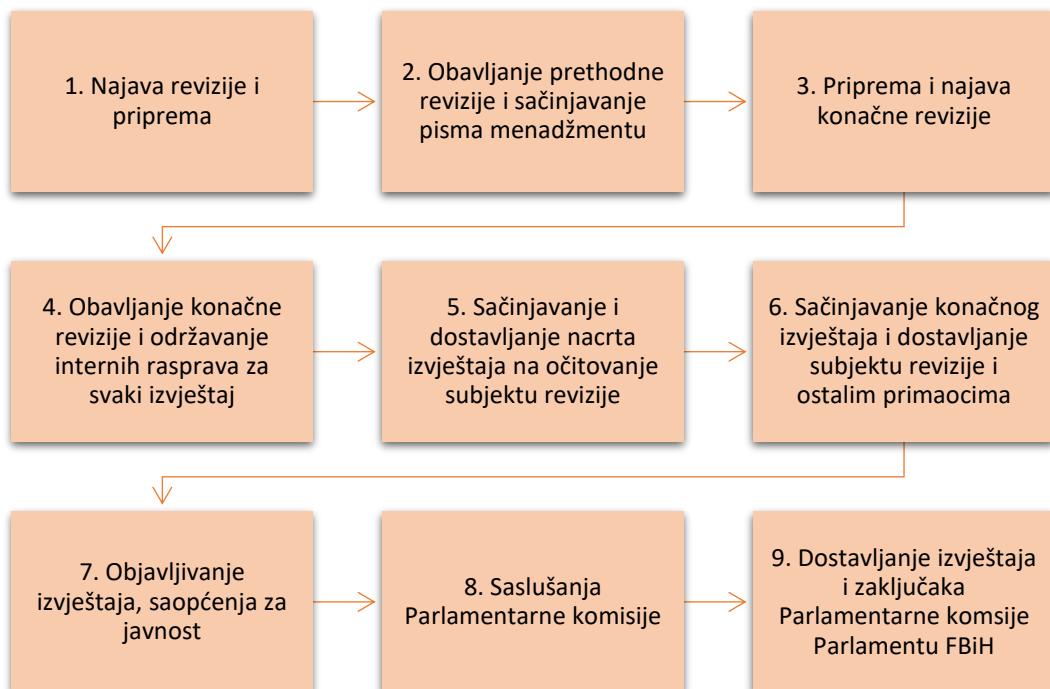 1. Najava revizije i
priprema
2. Obavljanje prethodne
revizije i sačinjavanje
pisma menadžmentu
3. Priprema i najava
konačne revizije
4. Obavljanje konačne
revizije i održavanje
internih rasprava za
svaki izvještaj
5. Sačinjavanje i
dostavljanje nacrta
izvještaja na očitovanje
subjektu revizije
6. Sačinjavanje konačnog
izvještaja i dostavljanje
subjektu revizije i
ostalim primaocima
7. Objavljivanje
izvještaja, saopćenja za
javnost
8. Saslušanja
Parlamentarne komisije
9. Dostavljanje izvještaja
i zaključaka
Parlamentarne komsije
Parlamentu FBiH